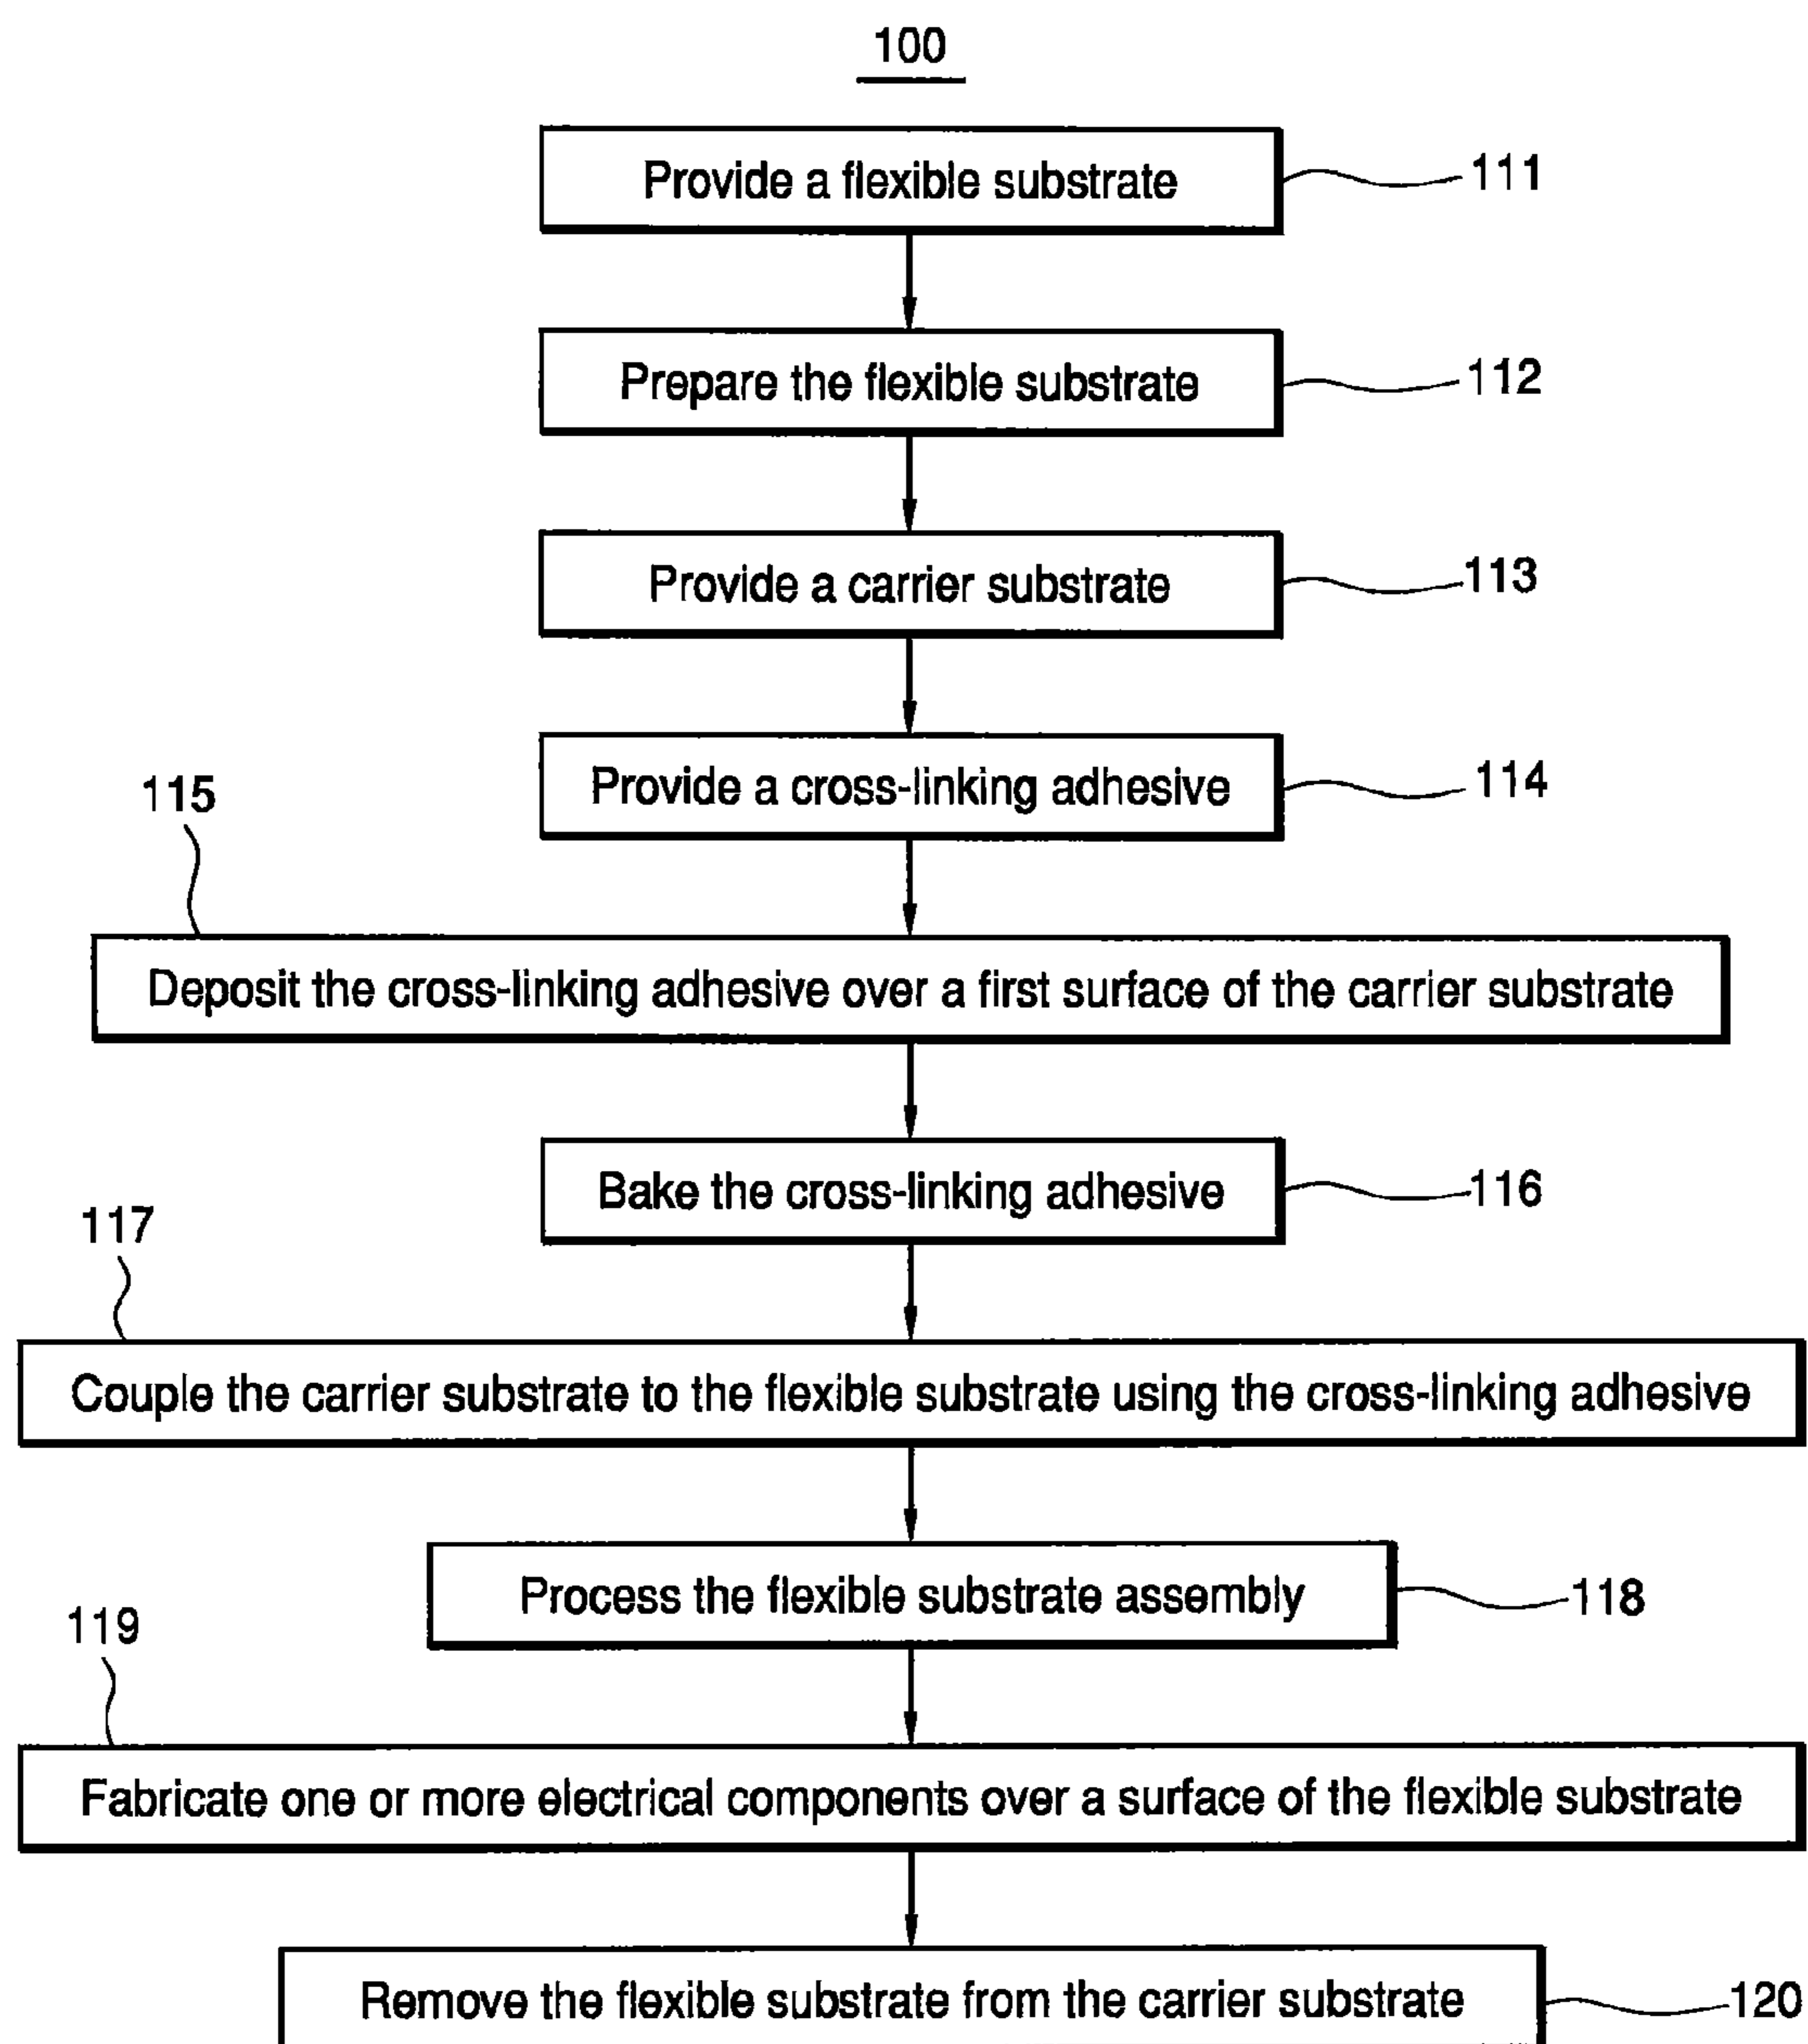 100
Provide a flexible substrate
111
Prepare the flexible substrate
112
Provide a carrier substrate
113
Provide a cross-linking adhesive
114
115
Deposit the cross-linking adhesive over a first surface of the carrier substrate
Bake the cross-linking adhesive
116
117
Couple the carrier substrate to the flexible substrate using the cross-linking adhesive
Process the flexible substrate assembly
118
119
Fabricate one or more electrical components over a surface of the flexible substrate
Remove the flexible substrate from the carrier substrate
120